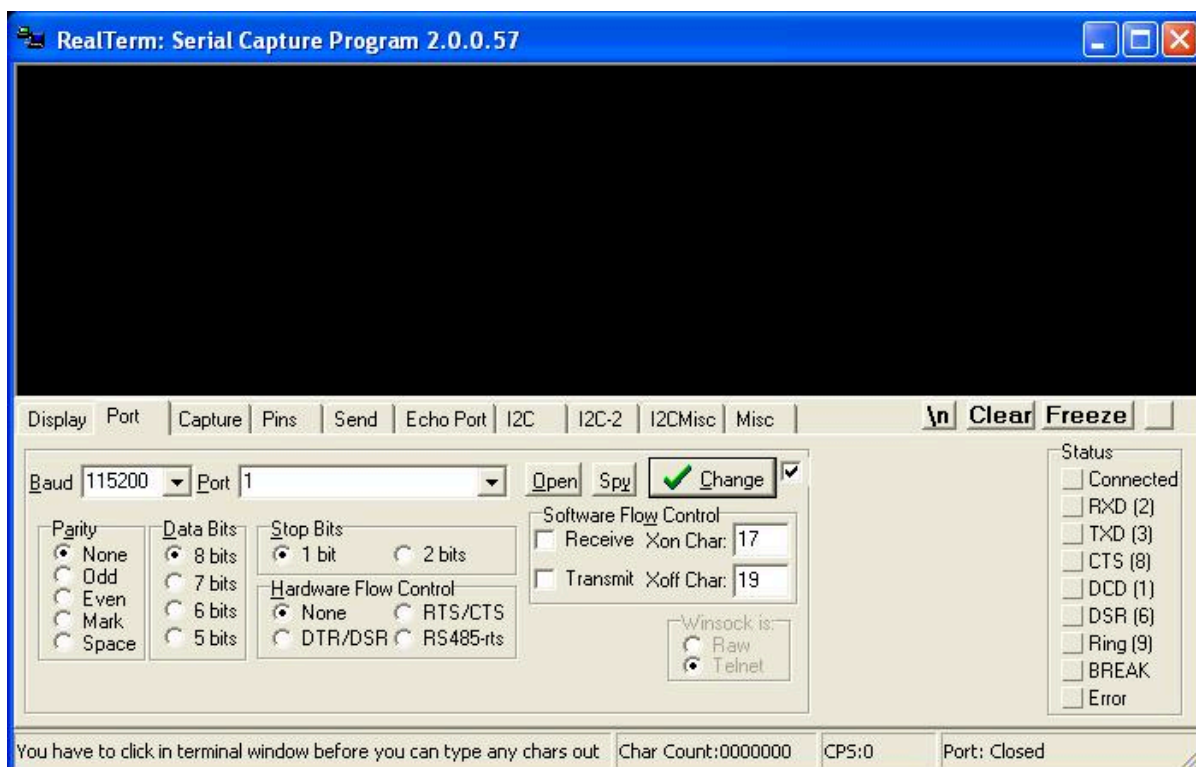 RealTerm: Serial Capture Program 2.0.0.57
Display Port Capture Pins Send Echo Port I2C I2C-2 I2CMisc Misc \n Clear Freeze
Baud 115200 Port 1 Open Spy Change
Parity
None
Odd
Even
Mark
Space
Data Bits
8 bits
7 bits
6 bits
5 bits
Stop Bits
1 bit 2 bits
Hardware Flow Control
None RTS/CTS
DTR/DSR RS485-rts
Software Flow Control
Receive Xon Char: 17
Transmit Xoff Char: 19
Winsock is:
Raw
Telnet
Status
Connected
RXD (2)
TXD (3)
CTS (8)
DCD (1)
DSR (6)
Ring (9)
BREAK
Error
You have to click in terminal window before you can type any chars out Char Count:0000000 CPS:0 Port: Closed